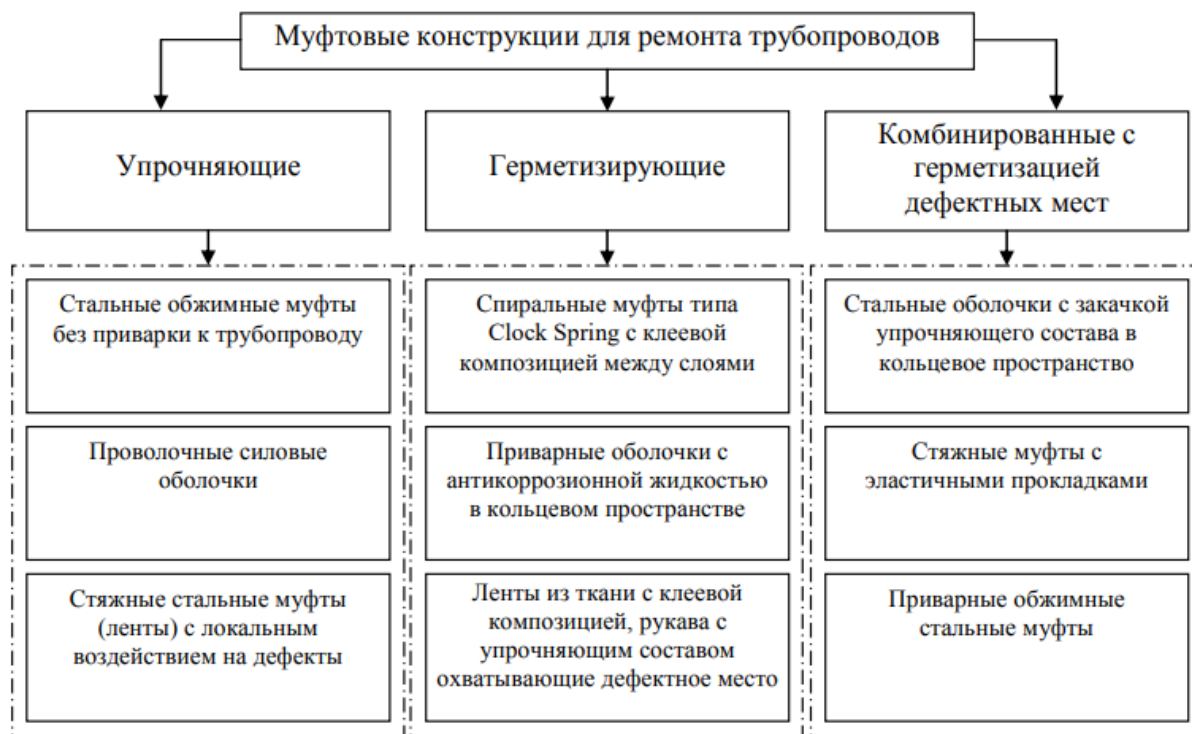 Муфтовые конструкции для ремонта трубопроводов
Упрочняющие
Герметизирующие
Комбинированные с
герметизацией
дефектных мест
Стальные обжимные муфты
без приварки к трубопроводу
Проволочные силовые
оболочки
Стяжные стальные муфты
(ленты) с локальным
воздействием на дефекты
Спиральные муфты типа
Clock Spring с клеевой
композицией между слоями
Приварные оболочки с
антикоррозионной жидкостью
в кольцевом пространстве
Ленты из ткани с клеевой
композицией, рукава с
упрочняющим составом
охватывающие дефектное место
Стальные оболочки с закачкой
упрочняющего состава в
кольцевое пространство
Стяжные муфты с
эластичными прокладками
Приварные обжимные
стальные муфты